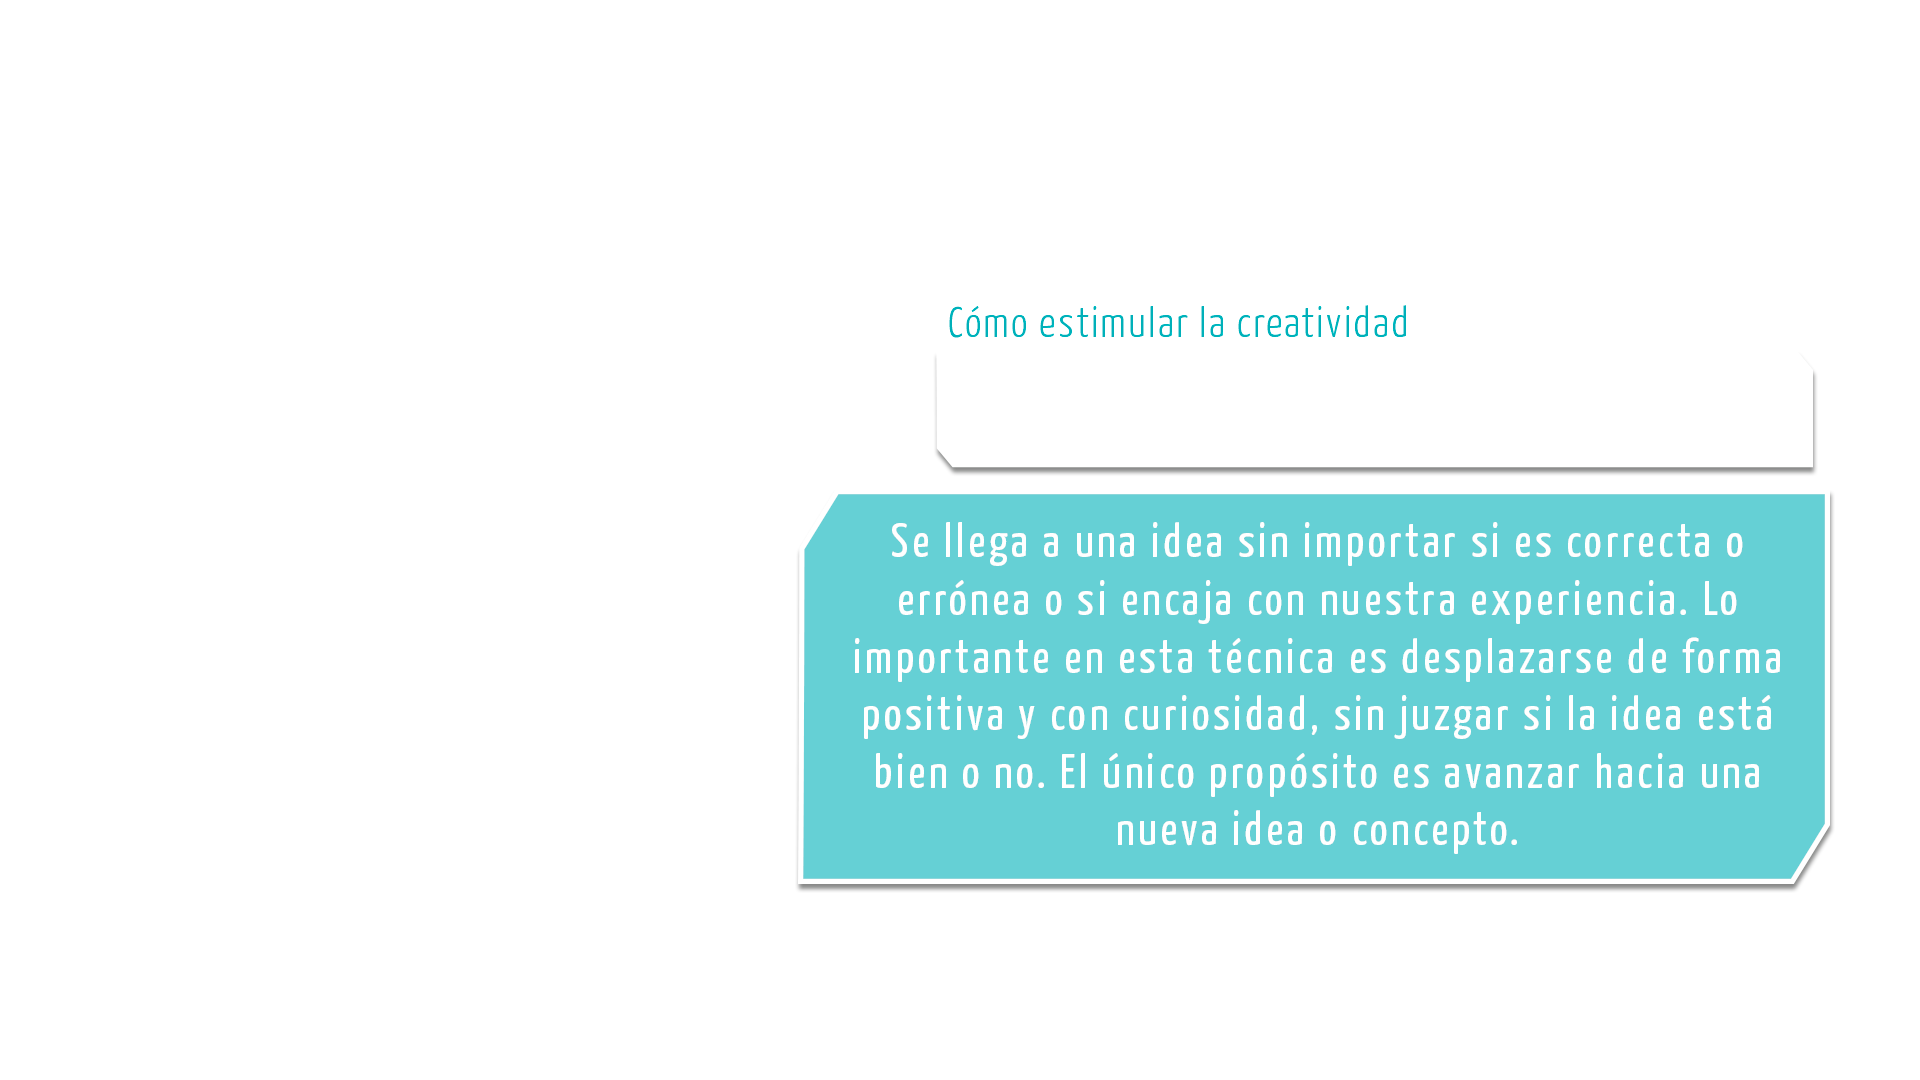 Cómo estimular la creatividad
Se llega a una idea sin importar si es correcta o
errónea o si encaja con nuestra experiencia. Lo
importante en esta técnica es desplazarse de forma
positiva y con curiosidad, sin juzgar si la idea está
bien o no. El único propósito es avanzar hacia una
nueva idea o concepto.